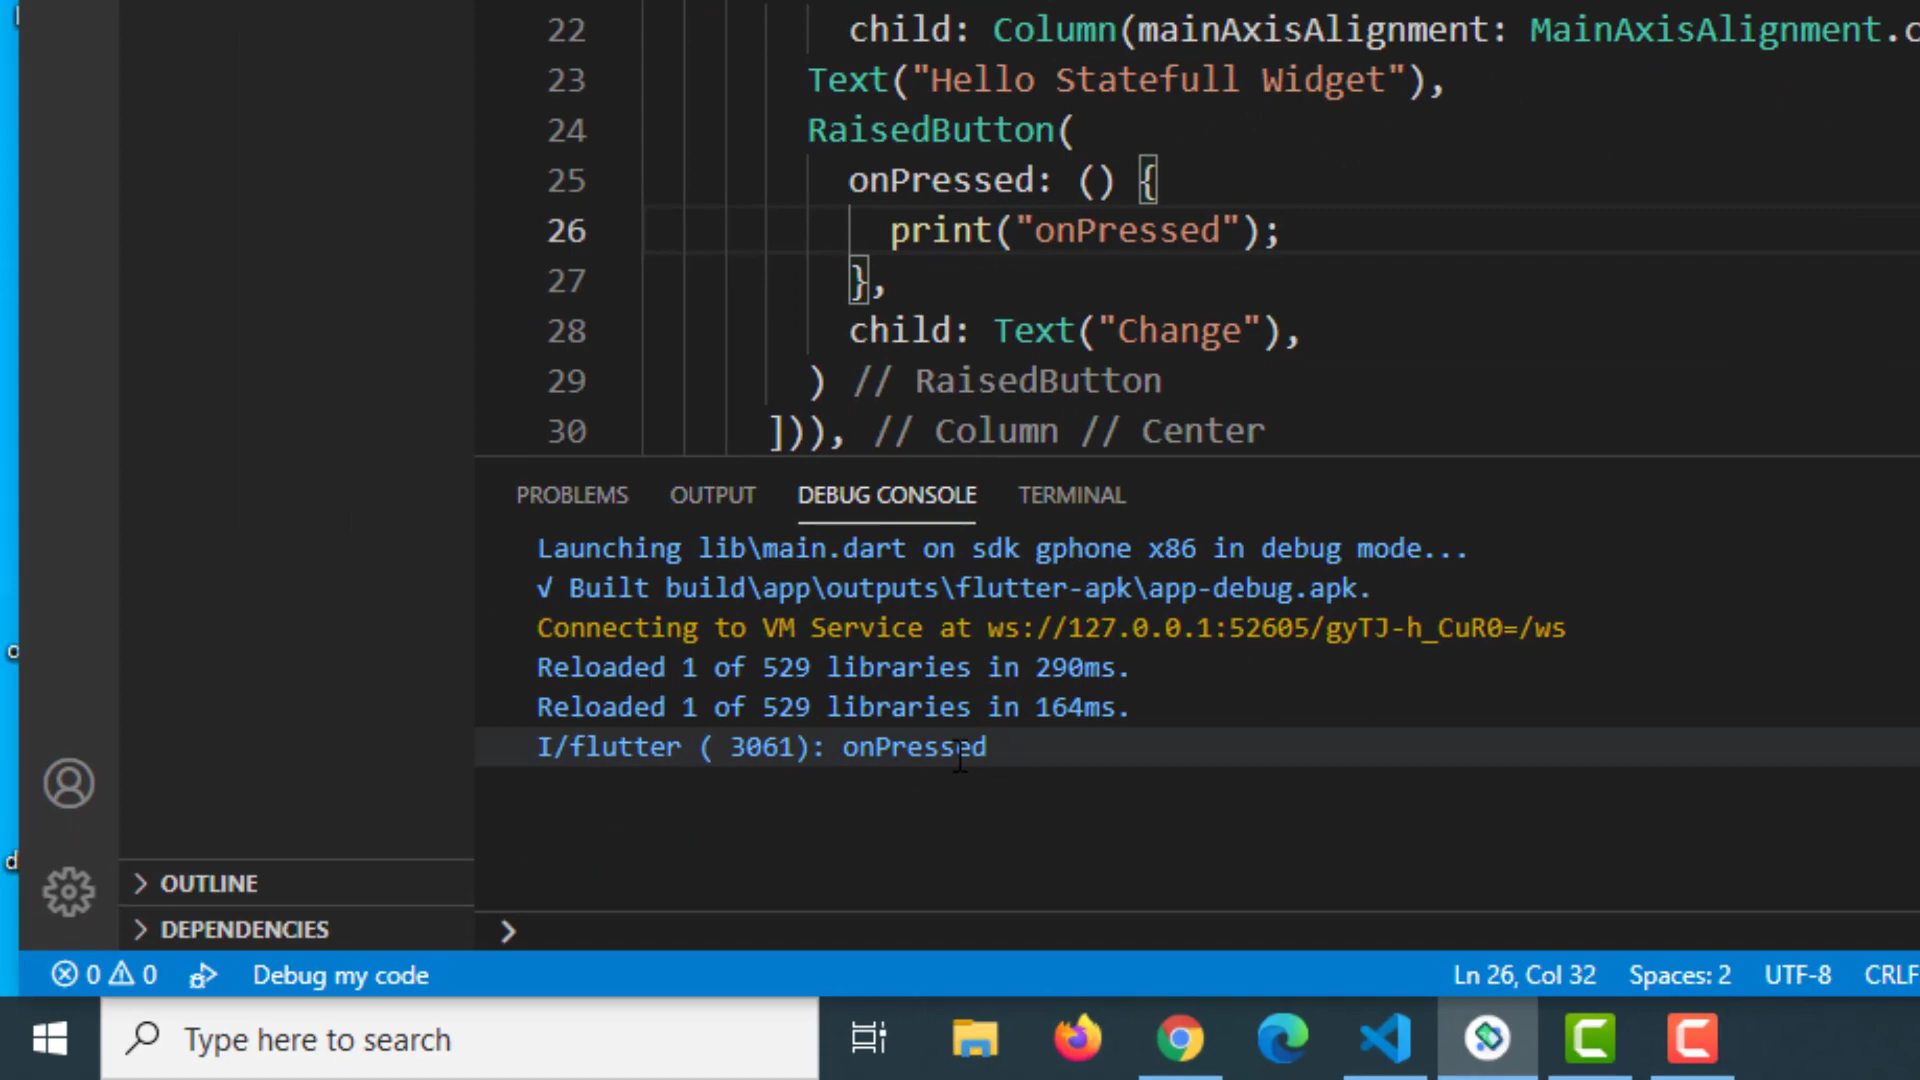 22 child: Column(mainAxisAlignment: MainAxisAlignment.c
23 Text("Hello Statefull Widget"),
24 RaisedButton(
25 onPressed: () {
26 print("onPressed");
27 },
28 child: Text("Change"),
29 ) // RaisedButton
30 ])), // Column // Center
PROBLEMS OUTPUT DEBUG CONSOLE TERMINAL
Launching lib\main.dart on sdk gphone x86 in debug mode...
√ Built build\app\outputs\flutter-apk\app-debug.apk.
Connecting to VM Service at ws://127.0.0.1:52605/gyTJ-h_CuR0=/ws
Reloaded 1 of 529 libraries in 290ms.
Reloaded 1 of 529 libraries in 164ms.
I/flutter ( 3061): onPressed
OUTLINE
DEPENDENCIES
0 0 Debug my code Ln 26, Col 32 Spaces: 2 UTF-8 CRLF
Type here to search